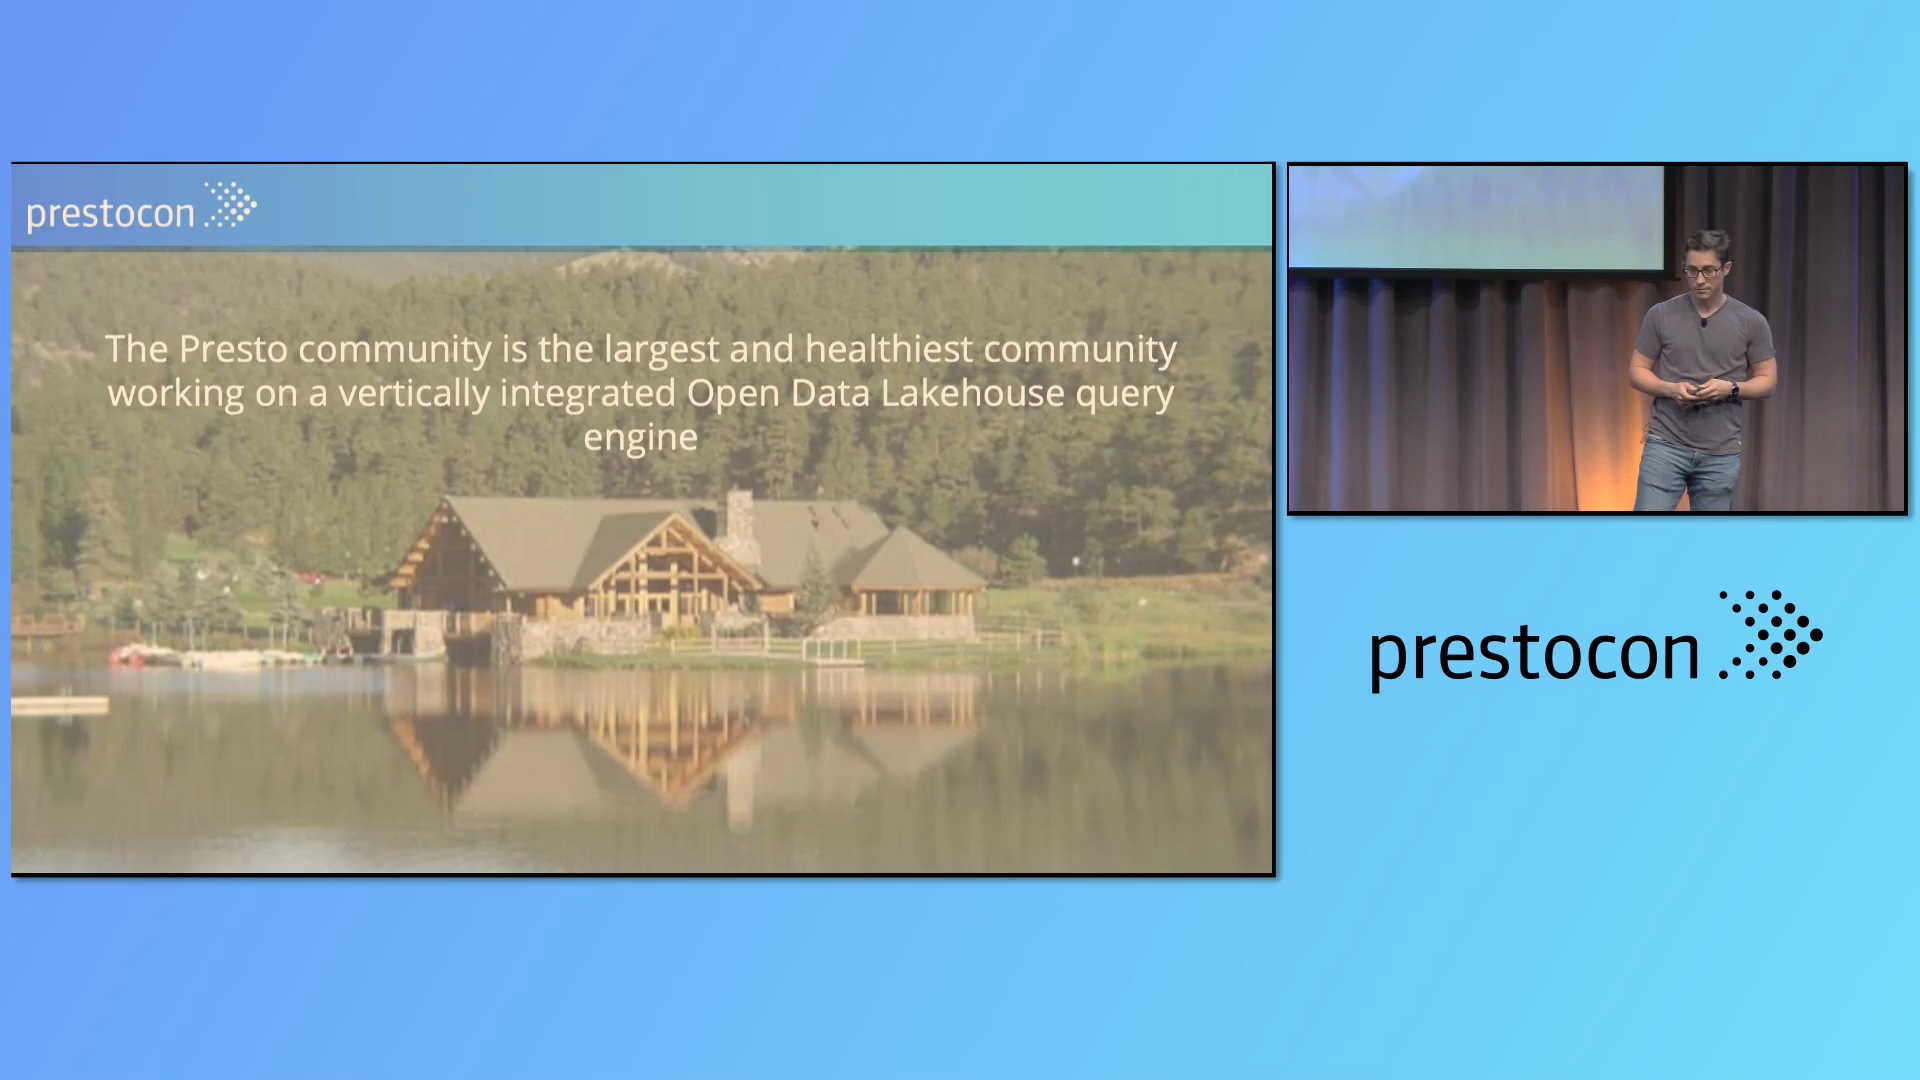 prestocon
The Presto community is the largest and healthiest community
working on a vertically integrated Open Data Lakehouse query
engine
prestocon